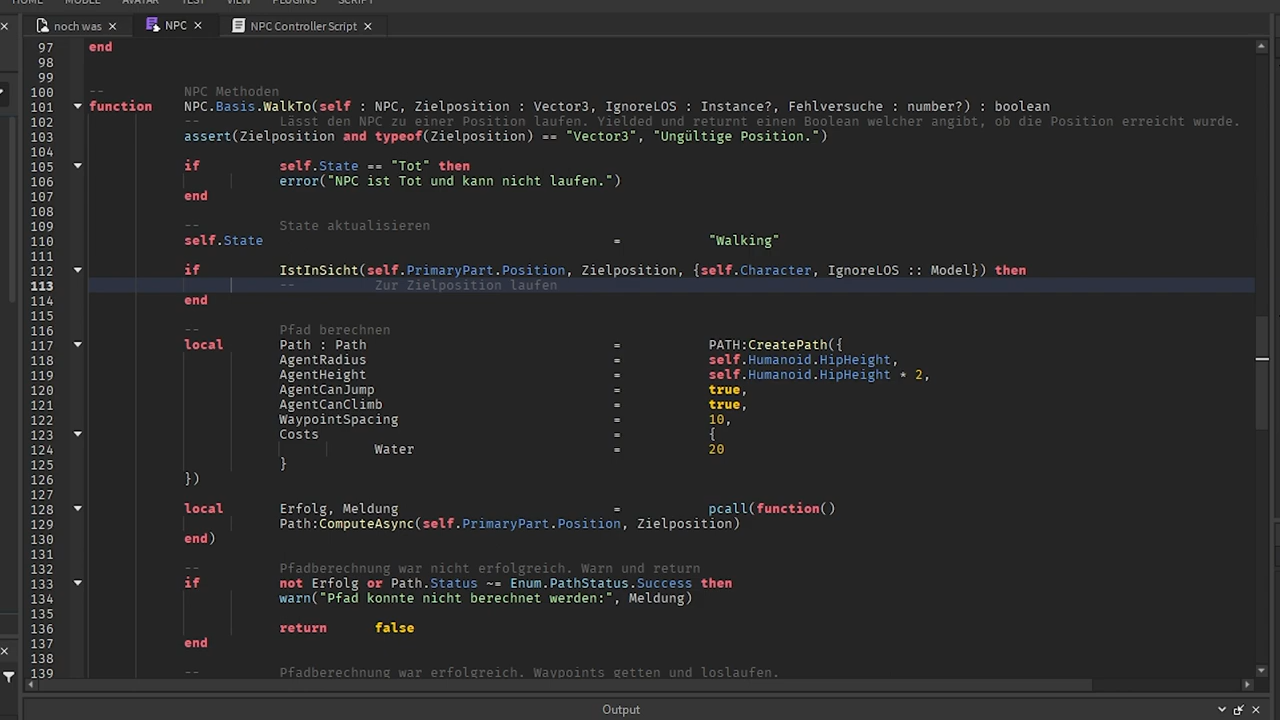 HOME MODEL AVATAR TEST VIEW PLUGINS SCRIPT
noch was NPC NPC Controller Script
97 end
98
99
100 -- NPC Methoden
101 function NPC.Basis.WalkTo(self : NPC, Zielposition : Vector3, IgnoreLOS : Instance?, Fehlversuche : number?) : boolean
102 -- Lässt den NPC zu einer Position laufen. Yielded und returnt einen Boolean welcher angibt, ob die Position erreicht wurde.
103 assert(Zielposition and typeof(Zielposition) == "Vector3", "Ungültige Position.")
104
105 if self.State == "Tot" then
106 error("NPC ist Tot und kann nicht laufen.")
107 end
108
109 -- State aktualisieren
110 self.State = "Walking"
111
112 if IstInSicht(self.PrimaryPart.Position, Zielposition, {self.Character, IgnoreLOS :: Model}) then
113 -- Zur Zielposition laufen
114 end
115
116 -- Pfad berechnen
117 local Path : Path = PATH:CreatePath({
118 AgentRadius = self.Humanoid.HipHeight,
119 AgentHeight = self.Humanoid.HipHeight * 2,
120 AgentCanJump = true,
121 AgentCanClimb = true,
122 WaypointSpacing = 10,
123 Costs = {
124 Water = 20
125 }
126 })
127
128 local Erfolg, Meldung = pcall(function()
129 Path:ComputeAsync(self.PrimaryPart.Position, Zielposition)
130 end)
131
132 -- Pfadberechnung war nicht erfolgreich. Warn und return
133 if not Erfolg or Path.Status ~= Enum.PathStatus.Success then
134 warn("Pfad konnte nicht berechnet werden:", Meldung)
135
136 return false
137 end
138
139 -- Pfadberechnung war erfolgreich. Waypoints getten und loslaufen.
Output